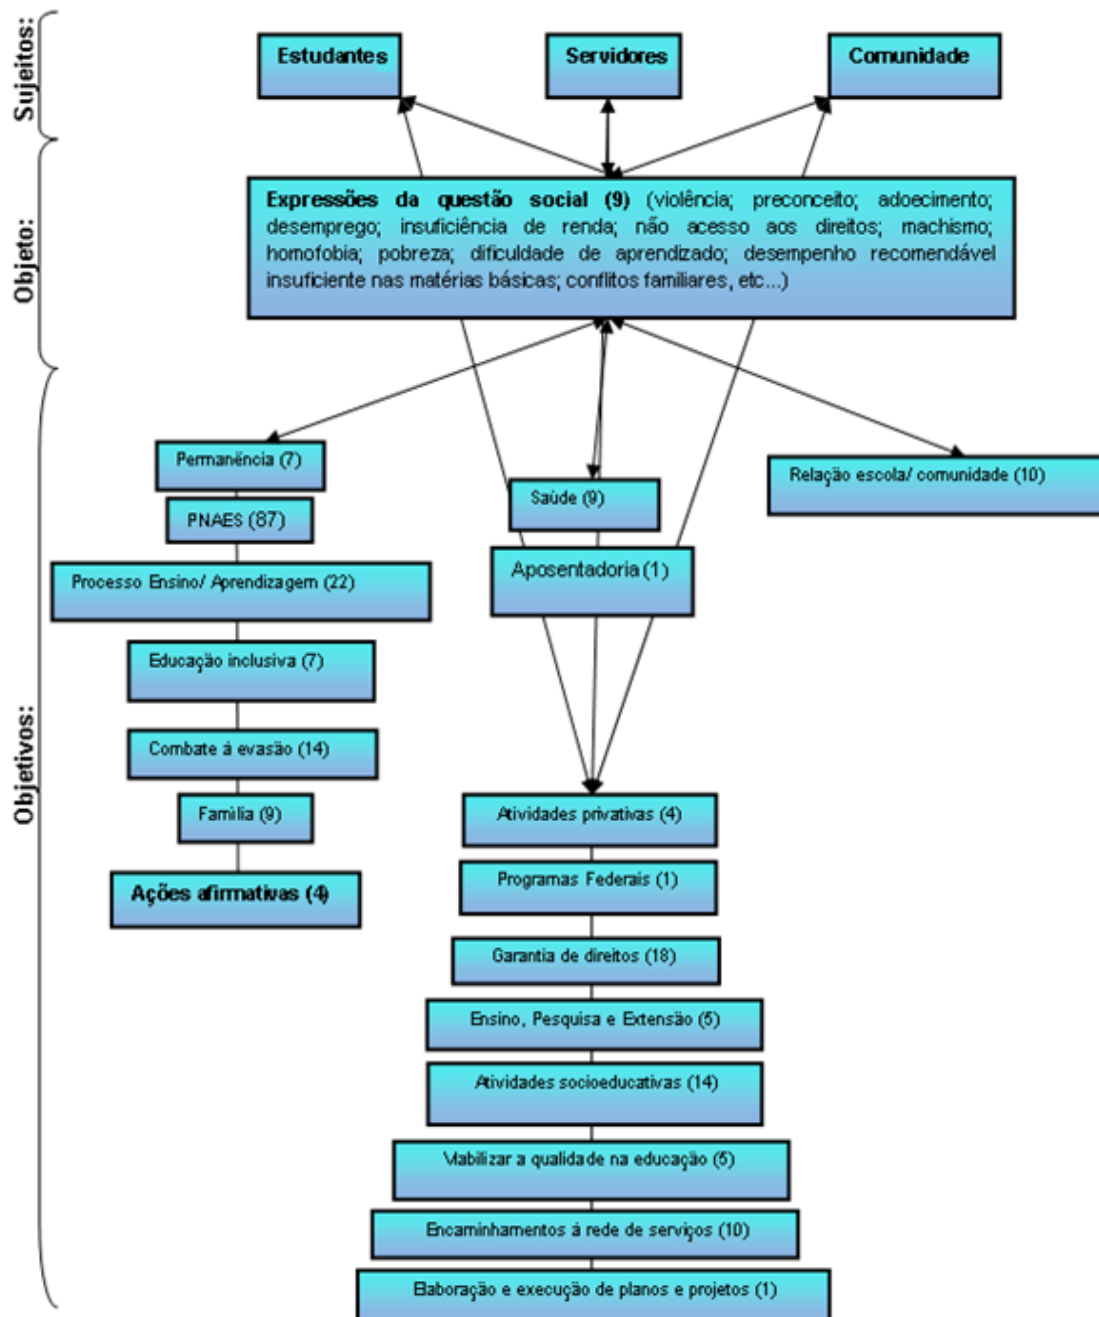 Sujeitos:
Estudantes
Servidores
Comunidade
Objeto:
Expressões da questão social (9) (violência; preconceito; adoecimento;
desemprego; insuficiência de renda; não acesso aos direitos; machismo;
homofobia; pobreza; dificuldade de aprendizado; desempenho recomendável
insuficiente nas matérias básicas; conflitos familiares, etc...)
Objetivos:
Permanência (7)
PNAES (87)
Processo Ensino/ Aprendizagem (22)
Educação inclusiva (7)
Combate á evasão (14)
Familia (9)
Ações afirmativas (4)
Saúde (9)
Aposentadoria (1)
Relação escola/ comunidade (10)
Atividades privativas (4)
Programas Federais (1)
Garantia de direitos (18)
Ensino, Pesquisa e Extensão (5)
Atividades socioeducativas (14)
Viabilizar a qualidade na educação (5)
Encaminhamentos á rede de serviços (10)
Elaboração e execução de planos e projetos (1)